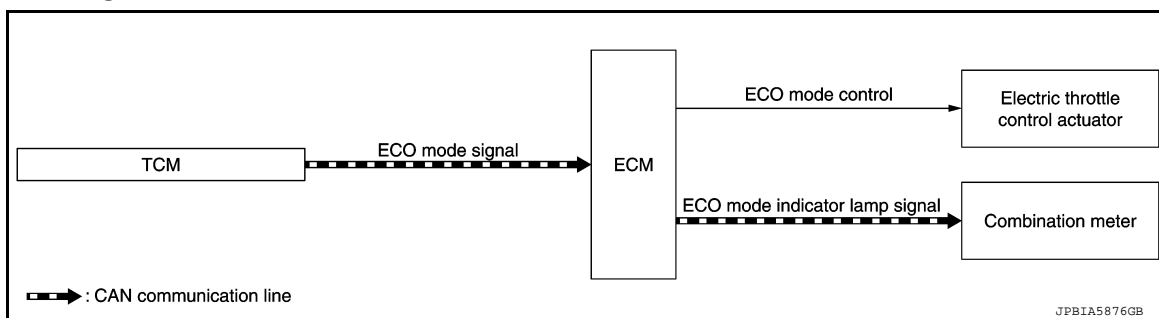 TCM
ECO mode signal
ECM
ECO mode control
Electric throttle
control actuator
ECO mode indicator lamp signal
Combination meter
: CAN communication line
JPBIA5876GB